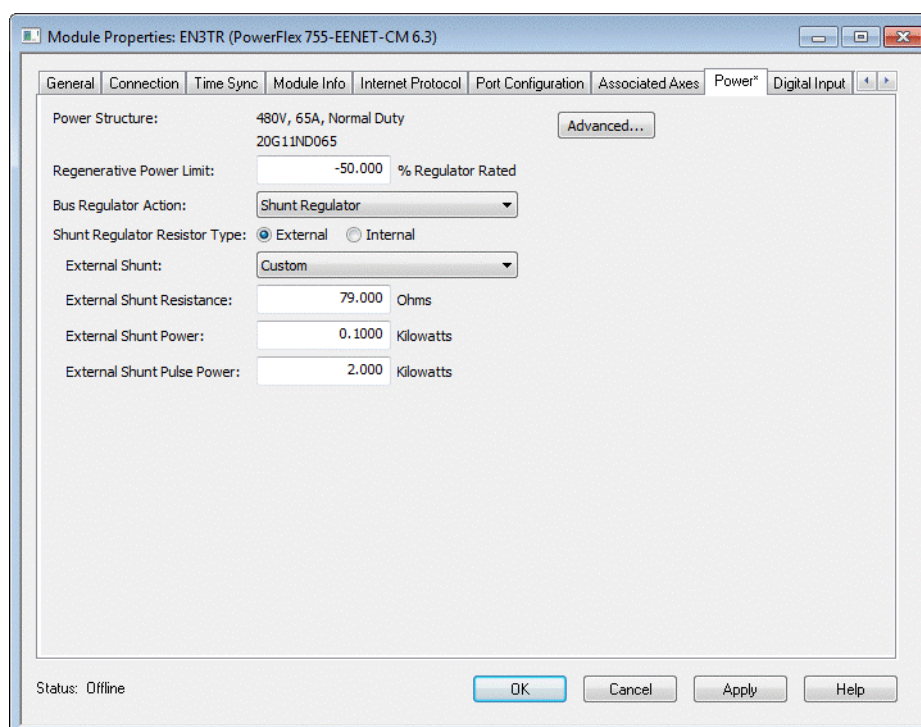 Module Properties: EN3TR (PowerFlex 755-EENET-CM 6.3)
General Connection Time Sync Module Info Internet Protocol Port Configuration Associated Axes Power* Digital Input
Power Structure: 480V, 65A, Normal Duty Advanced...
20G11ND065
Regenerative Power Limit: -50.000 % Regulator Rated
Bus Regulator Action: Shunt Regulator
Shunt Regulator Resistor Type: External Internal
External Shunt: Custom
External Shunt Resistance: 79.000 Ohms
External Shunt Power: 0.1000 Kilowatts
External Shunt Pulse Power: 2.000 Kilowatts
Status: Offline OK Cancel Apply Help